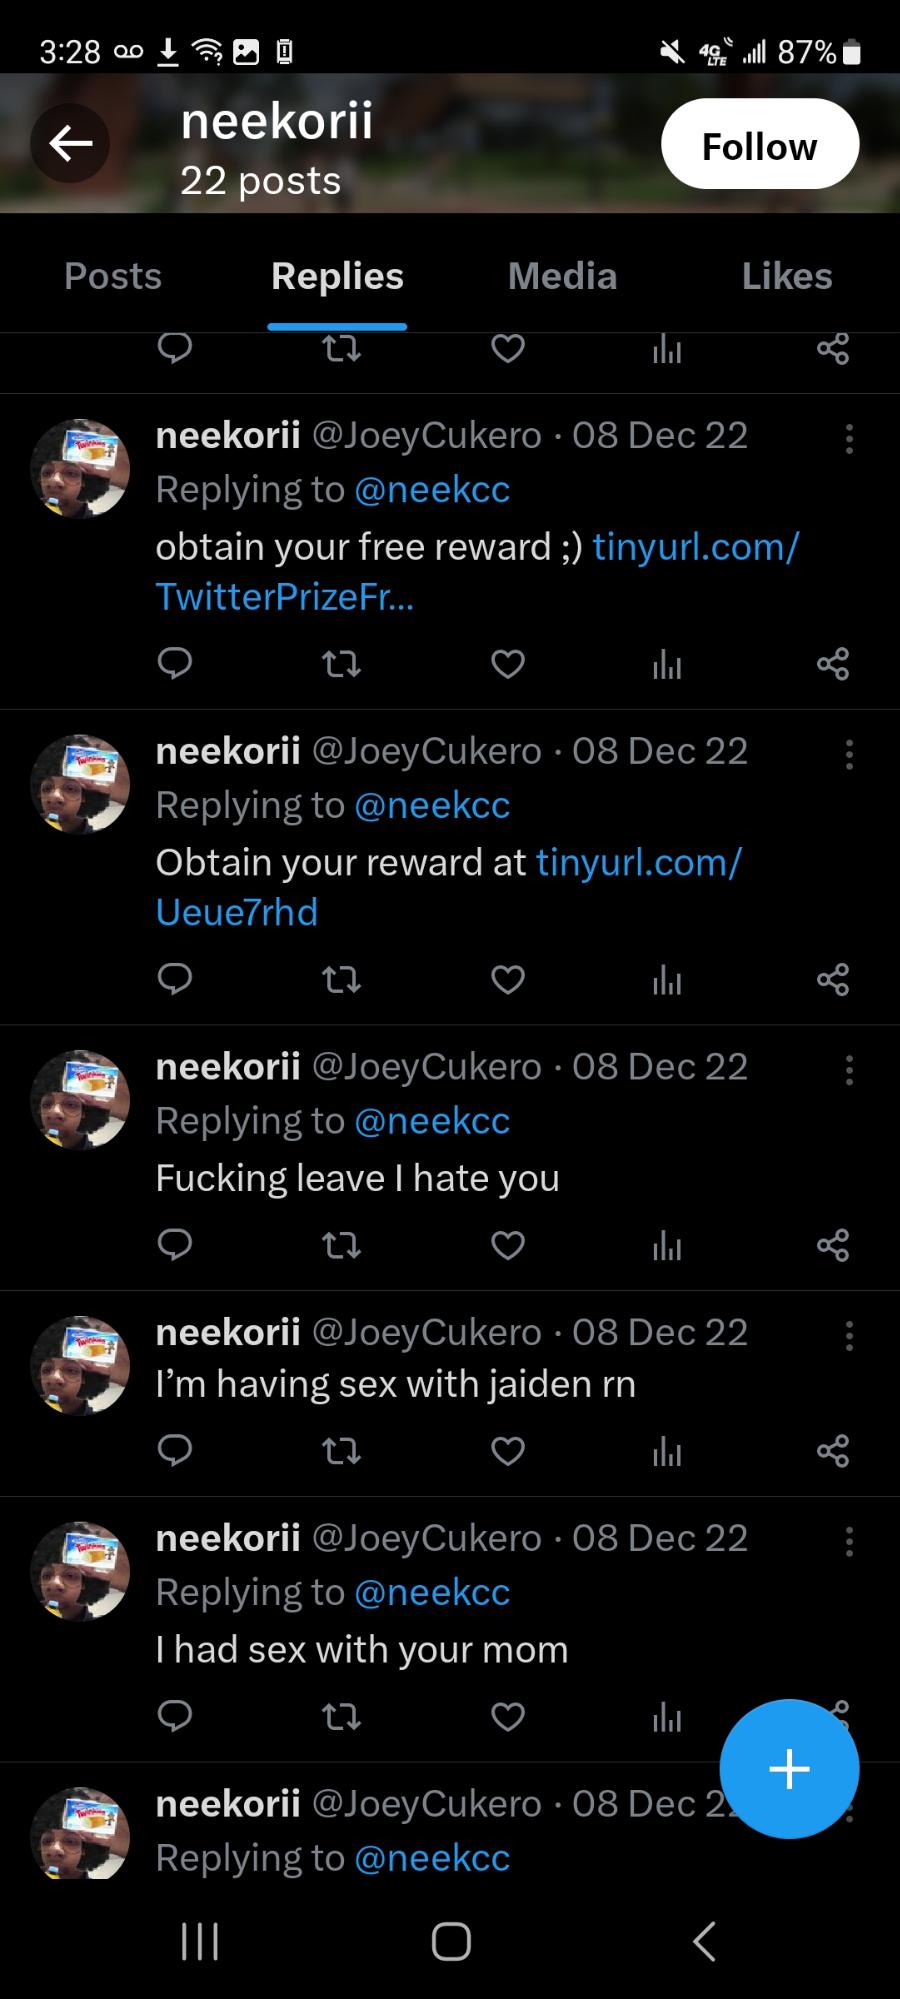 3:28 4G LTE 87%
neekorii
22 posts
Follow
Posts Replies Media Likes
neekorii @JoeyCukero · 08 Dec 22
Replying to @neekcc
obtain your free reward ;) tinyurl.com/
TwitterPrizeFr...
neekorii @JoeyCukero · 08 Dec 22
Replying to @neekcc
Obtain your reward at tinyurl.com/
Ueue7rhd
neekorii @JoeyCukero · 08 Dec 22
Replying to @neekcc
Fucking leave I hate you
neekorii @JoeyCukero · 08 Dec 22
I’m having sex with jaiden rn
neekorii @JoeyCukero · 08 Dec 22
Replying to @neekcc
I had sex with your mom
neekorii @JoeyCukero · 08 Dec 22
Replying to @neekcc